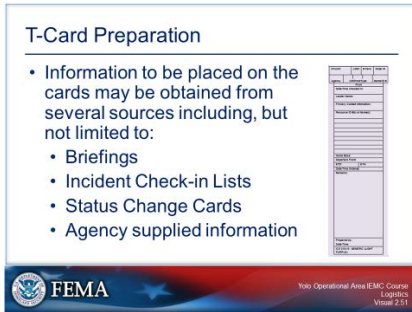 T-Card Preparation
• Information to be placed on the
cards may be obtained from
several sources including, but
not limited to:
• Briefings
• Incident Check-in Lists
• Status Change Cards
• Agency supplied information
FEMA
Yolo Operational Area IEMC Course
Logistics
Visual 2.51